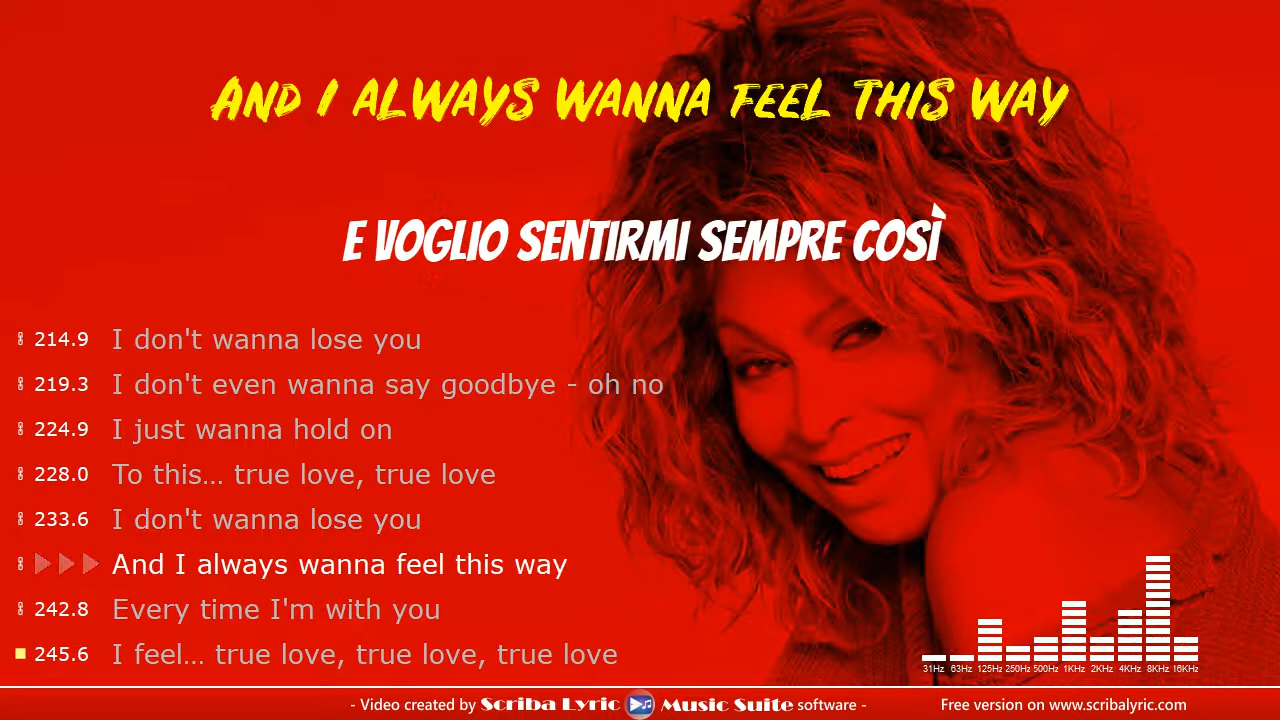 AND I ALWAYS WANNA FEEL THIS WAY
E VOGLIO SENTIRMI SEMPRE COSÌ
214.9 I don't wanna lose you
219.3 I don't even wanna say goodbye - oh no
224.9 I just wanna hold on
228.0 To this... true love, true love
233.6 I don't wanna lose you
And I always wanna feel this way
242.8 Every time I'm with you
245.6 I feel... true love, true love, true love
31Hz 63Hz 125Hz 250Hz 500Hz 1KHz 2KHz 4KHz 8KHz 16KHz
- Video created by Scriba Lyric Music Suite software - Free version on www.scribalyric.com